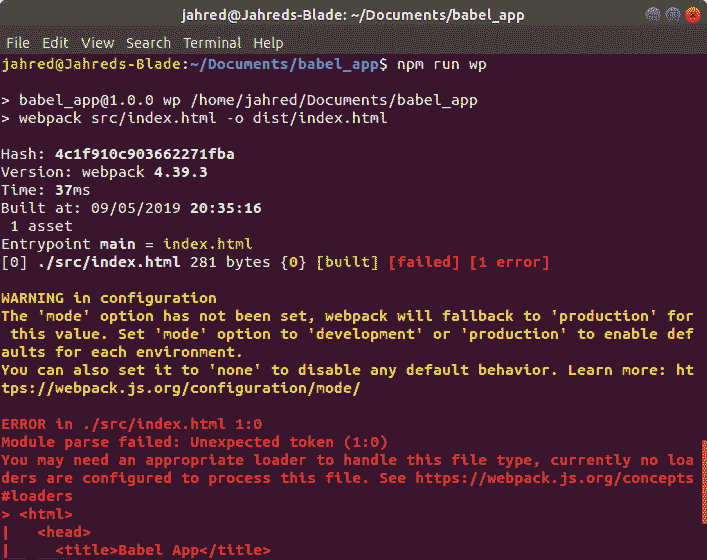 jahred@Jahreds-Blade: ~/Documents/babel_app
File Edit View Search Terminal Help
jahred@Jahreds-Blade:~/Documents/babel_app$ npm run wp
> babel_app@1.0.0 wp /home/jahred/Documents/babel_app
> webpack src/index.html -o dist/index.html
Hash: 4c1f910c903662271fba
Version: webpack 4.39.3
Time: 37ms
Built at: 09/05/2019 20:35:16
 1 asset
Entrypoint main = index.html
[0] ./src/index.html 281 bytes {0} [built] [failed] [1 error]
WARNING in configuration
The 'mode' option has not been set, webpack will fallback to 'production' for
 this value. Set 'mode' option to 'development' or 'production' to enable def
aults for each environment.
You can also set it to 'none' to disable any default behavior. Learn more: ht
tps://webpack.js.org/configuration/mode/
ERROR in ./src/index.html 1:0
Module parse failed: Unexpected token (1:0)
You may need an appropriate loader to handle this file type, currently no loa
ders are configured to process this file. See https://webpack.js.org/concepts
#loaders
> <html>
|   <head>
|     <title>Babel App</title>